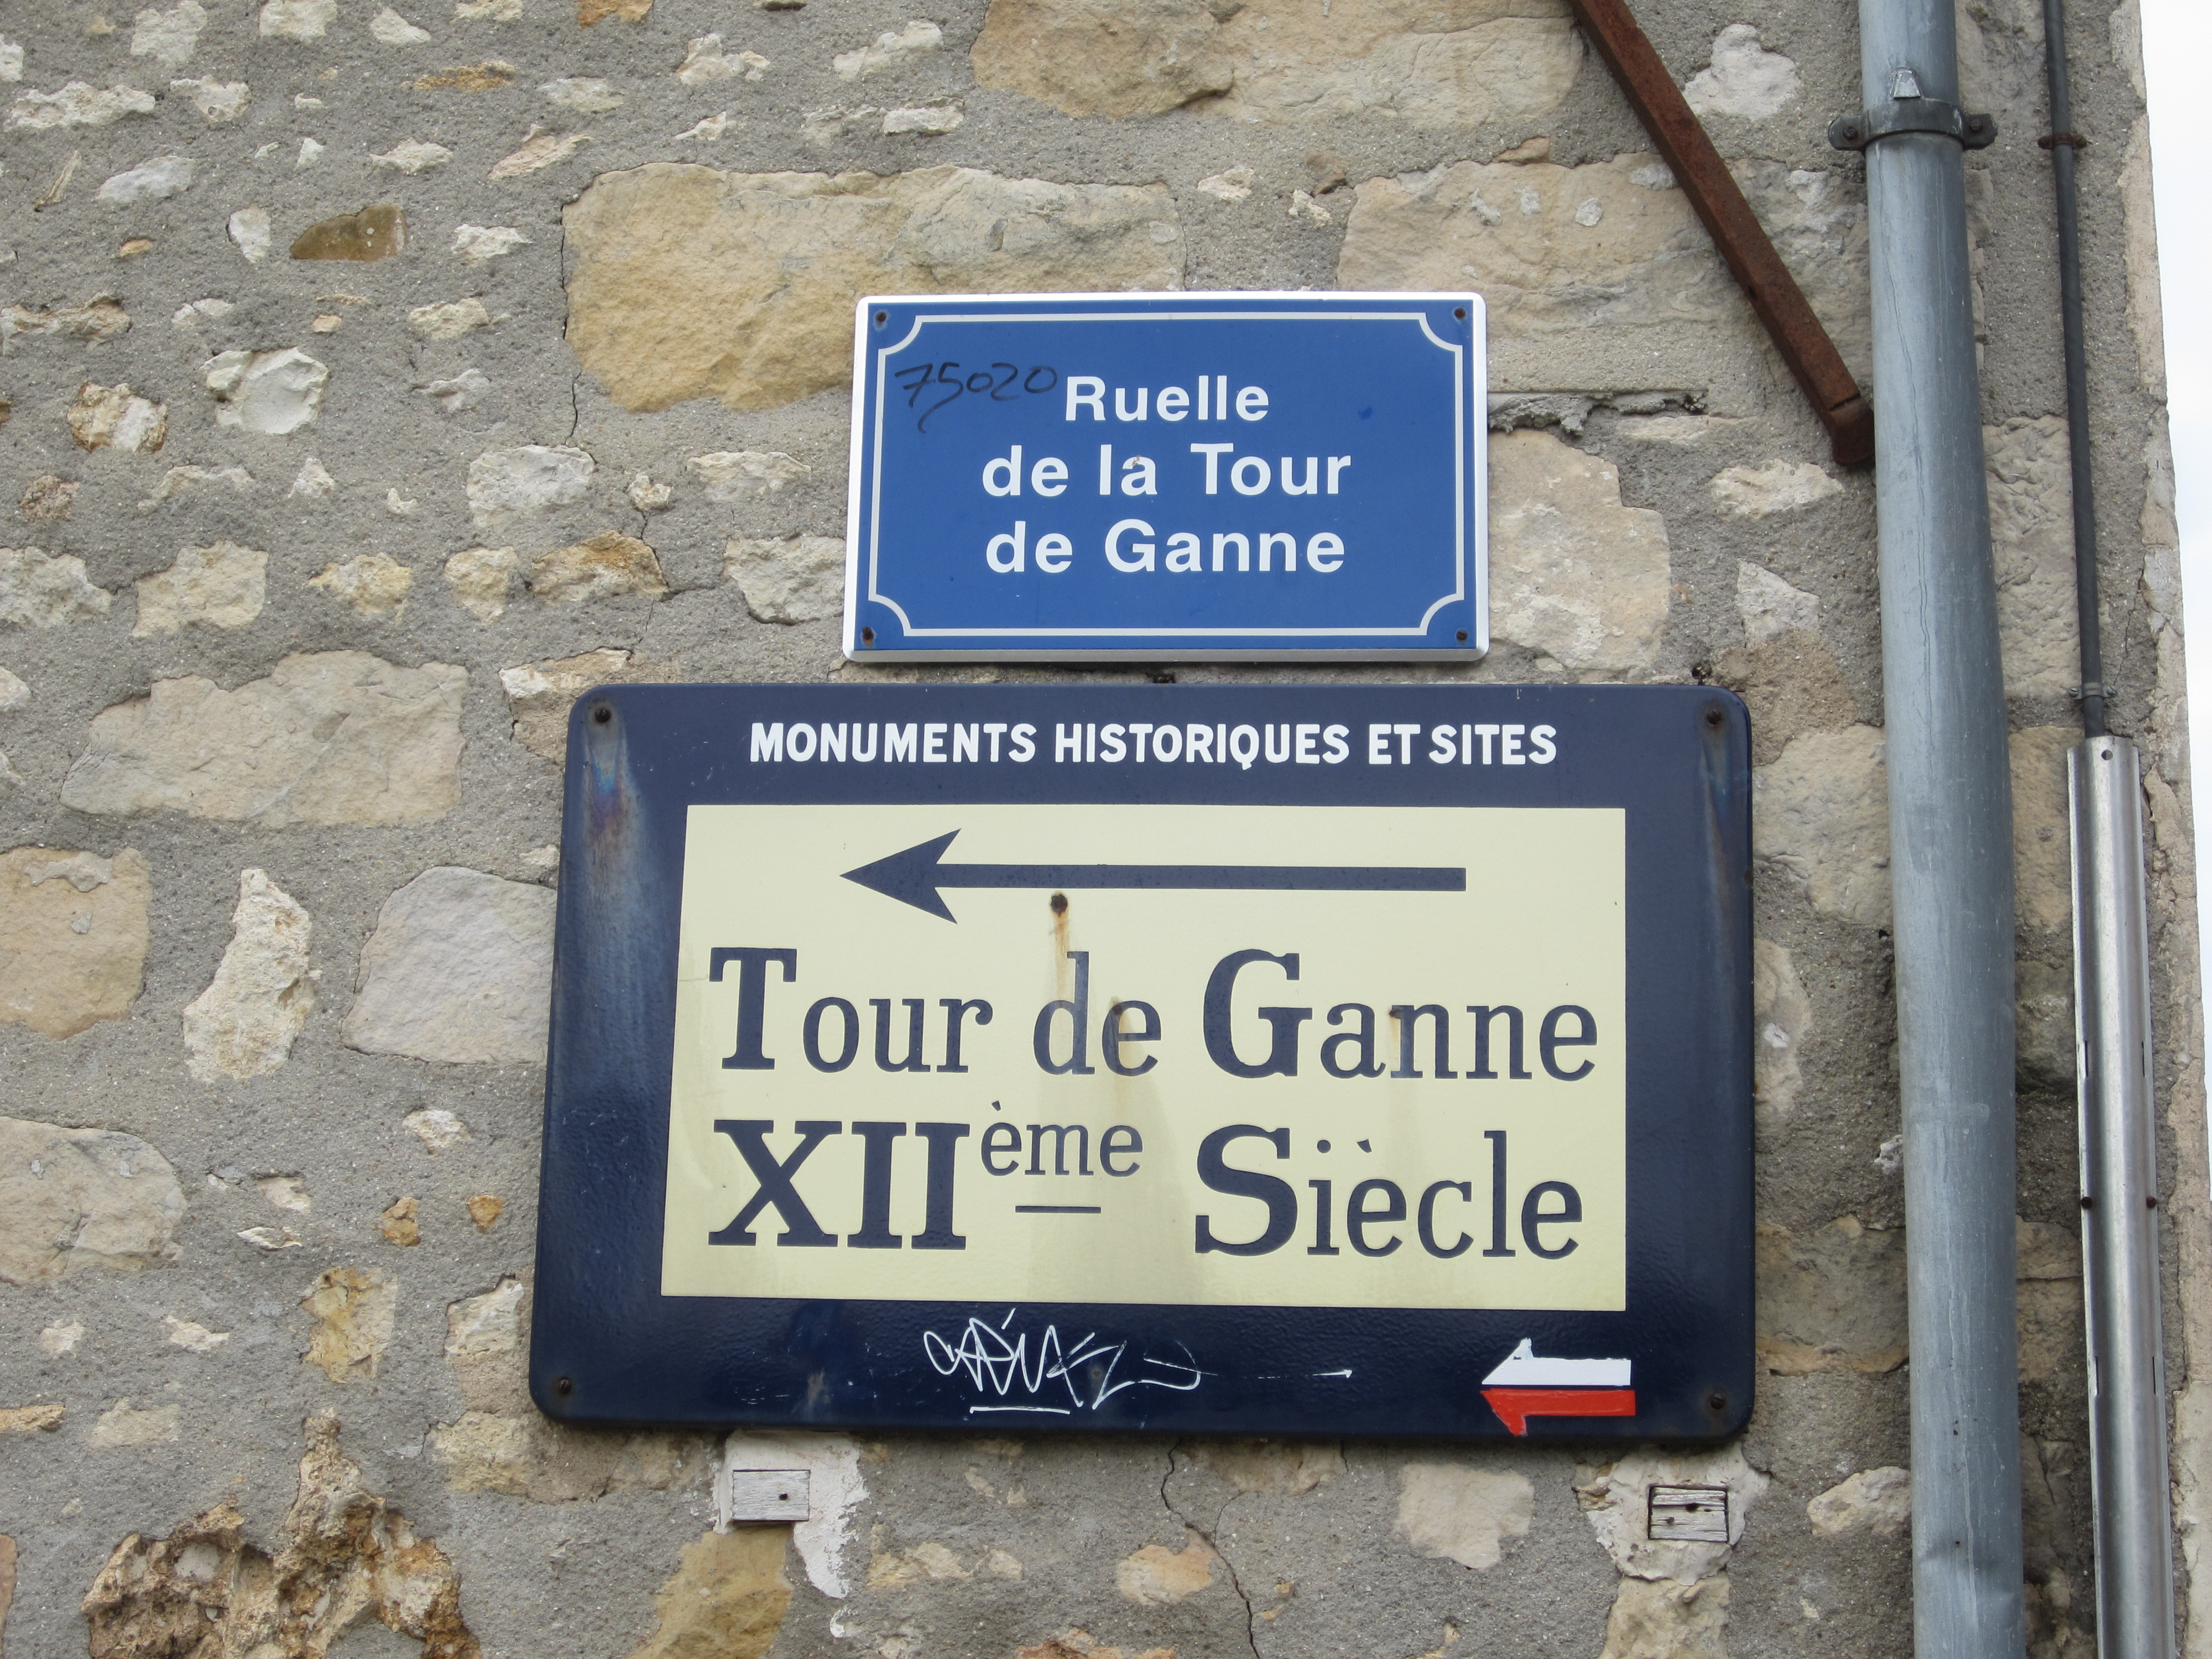 75020 Ruelle
de la Tour
de Ganne
MONUMENTS HISTORIQUES ET SITES
Tour de Ganne
XIIème Siècle